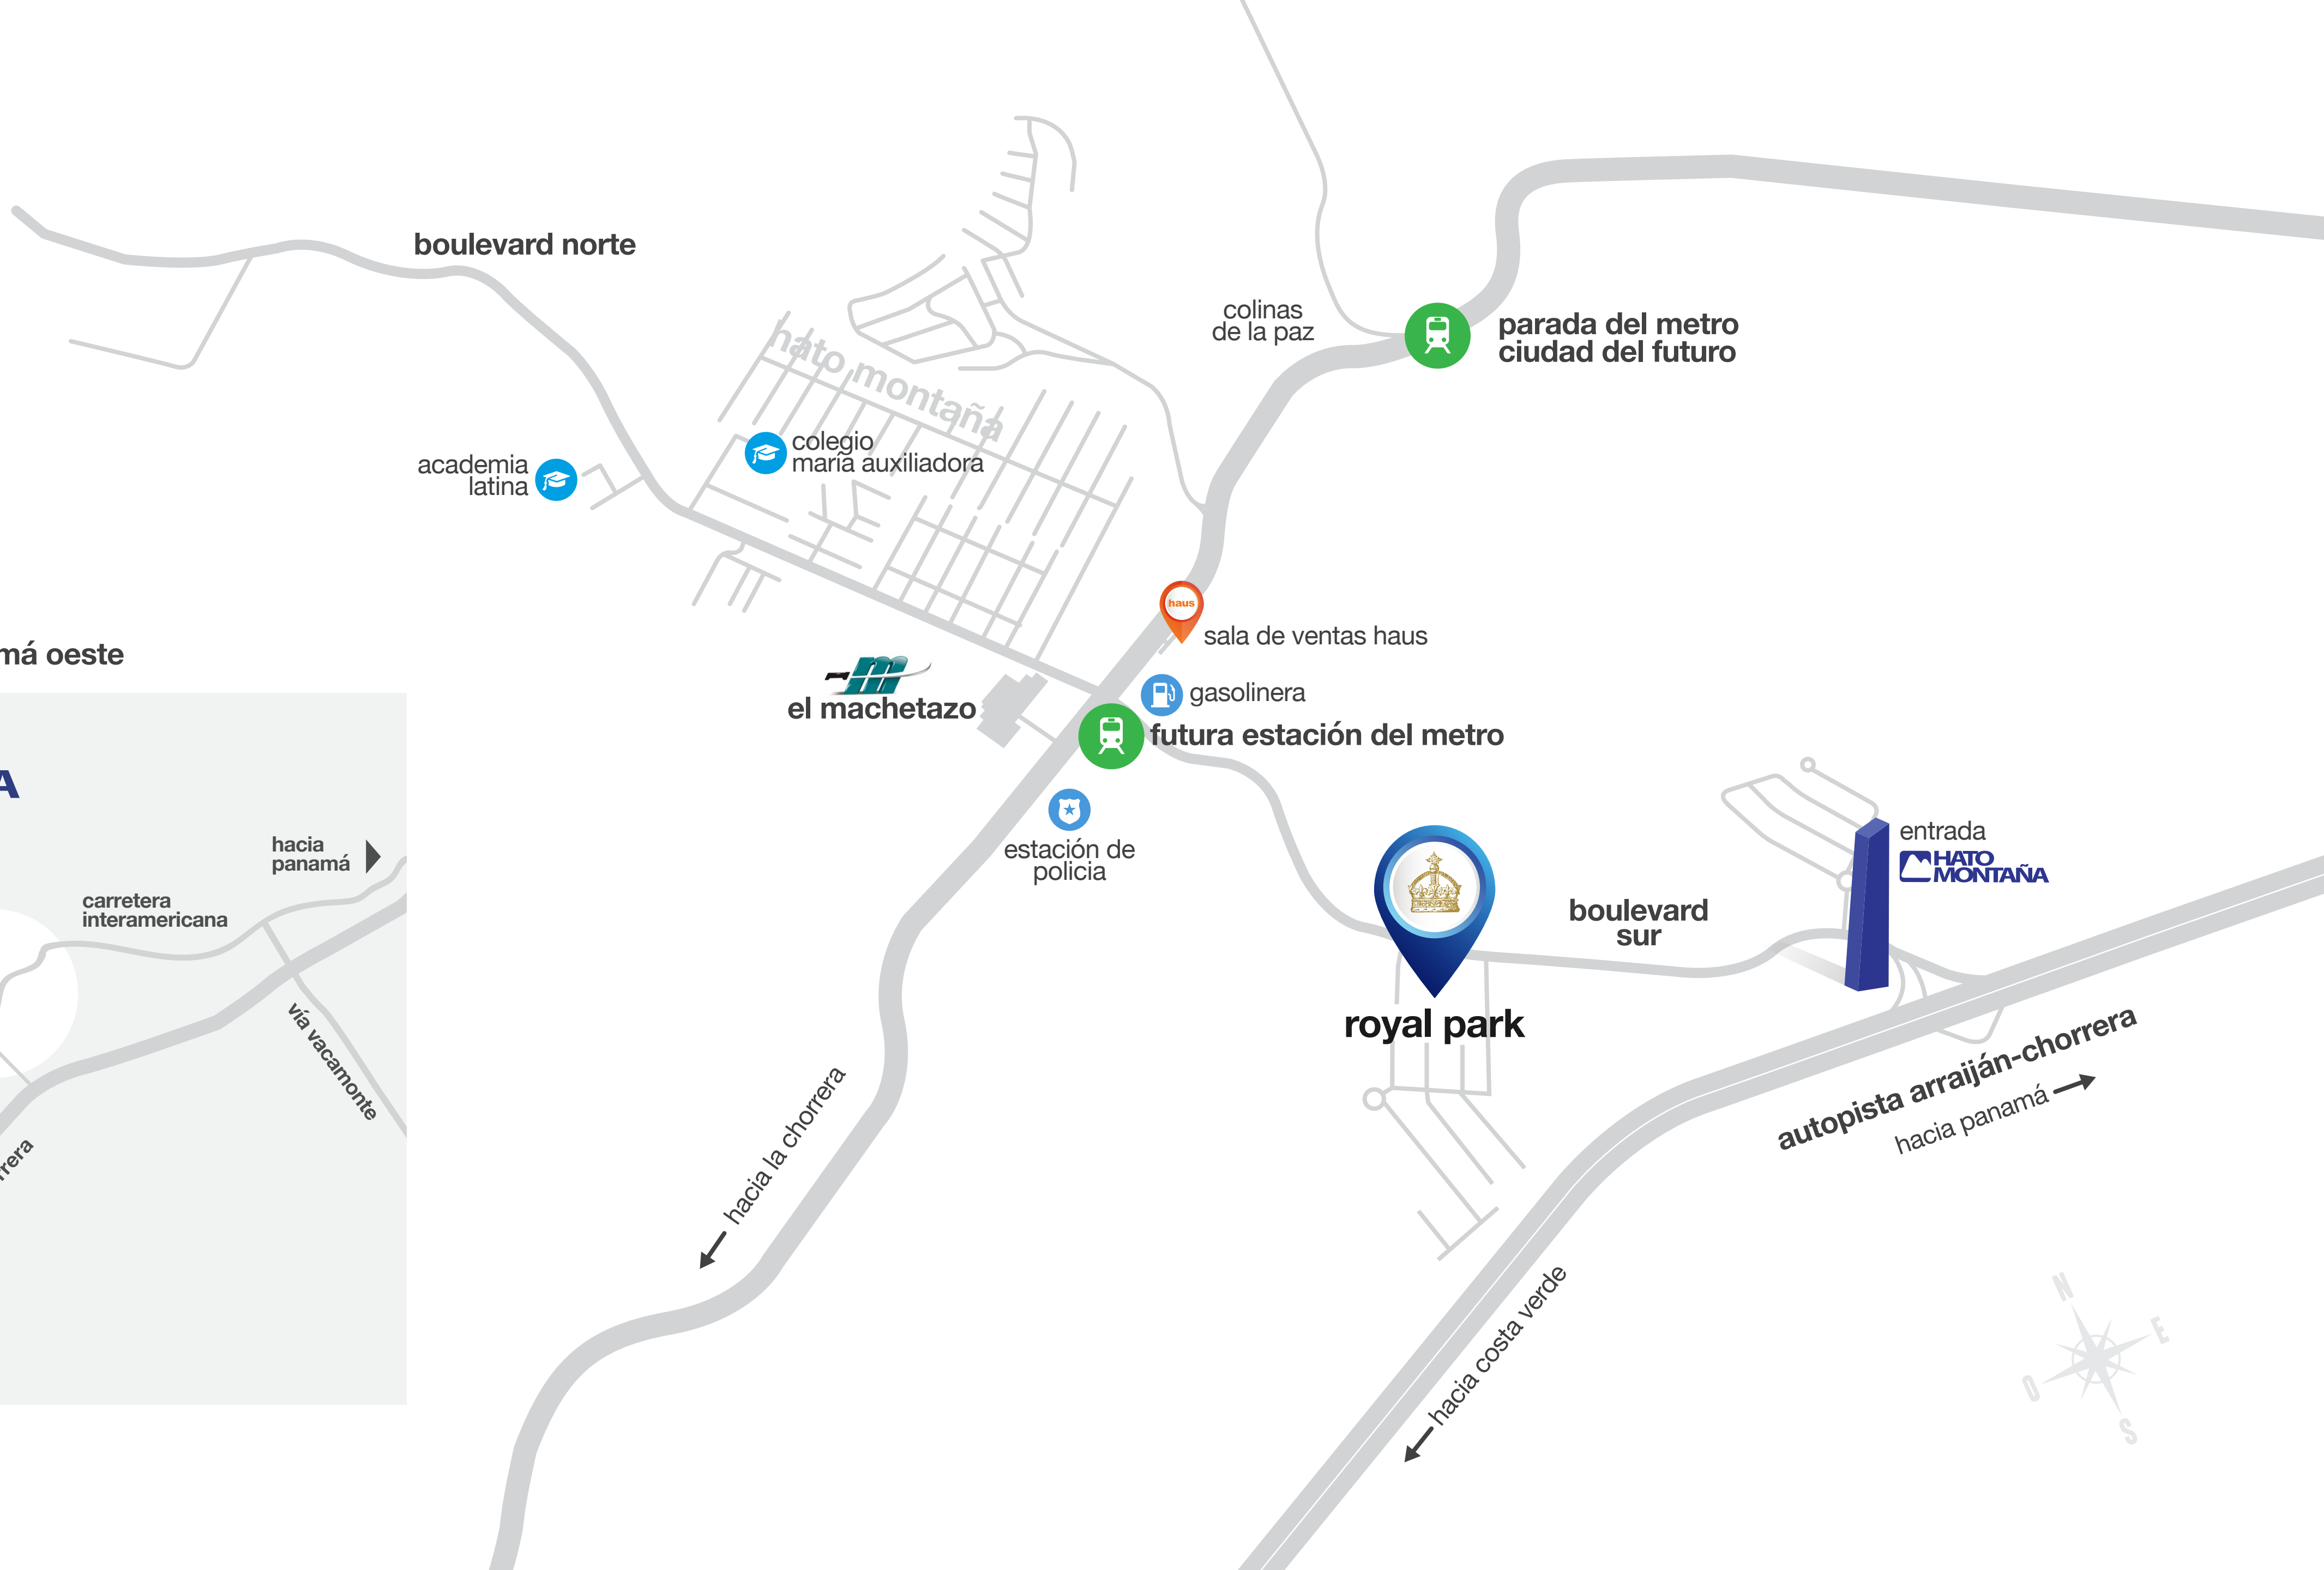 boulevard norte
colinas
de la paz
parada del metro
ciudad del futuro
hato montaña
colegio
maría auxiliadora
academia
latina
haus
sala de ventas haus
gasolinera
futura estación del metro
el machetazo
estación de
policia
royal park
boulevard
sur
entrada
HATO
MONTAÑA
autopista arraiján-chorrera
hacia panamá
hacia la chorrera
hacia costa verde
N
E
S
O
má oeste
A
hacia
panamá
carretera
interamericana
vía vacamonte
rrera